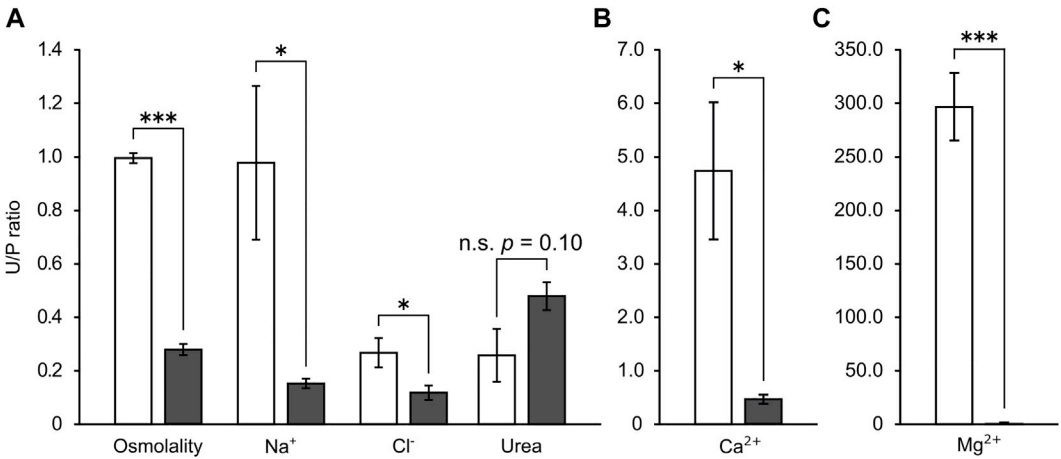 A
U/P ratio
1.4
1.2
1.0
0.8
0.6
0.4
0.2
0
***
*
*
n.s. p = 0.10
Osmolality
Na⁺
Cl⁻
Urea
B
7.0
6.0
5.0
4.0
3.0
2.0
1.0
0
*
Ca²⁺
C
350.0
300.0
250.0
200.0
150.0
100.0
50.0
0
***
Mg²⁺